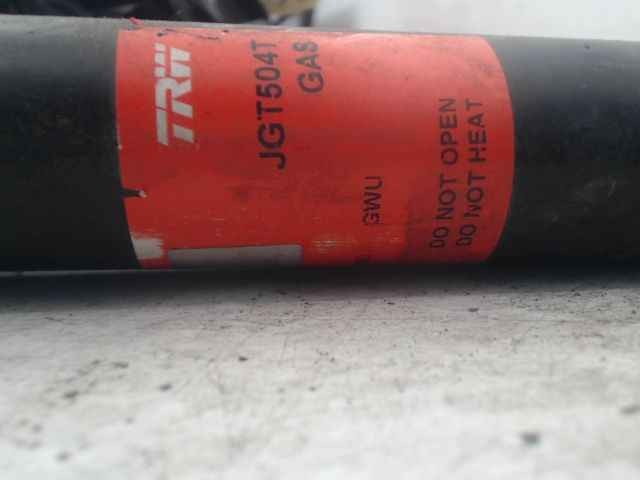 TRW
JGT504T
GAS
GWU
DO NOT OPEN
DO NOT HEAT